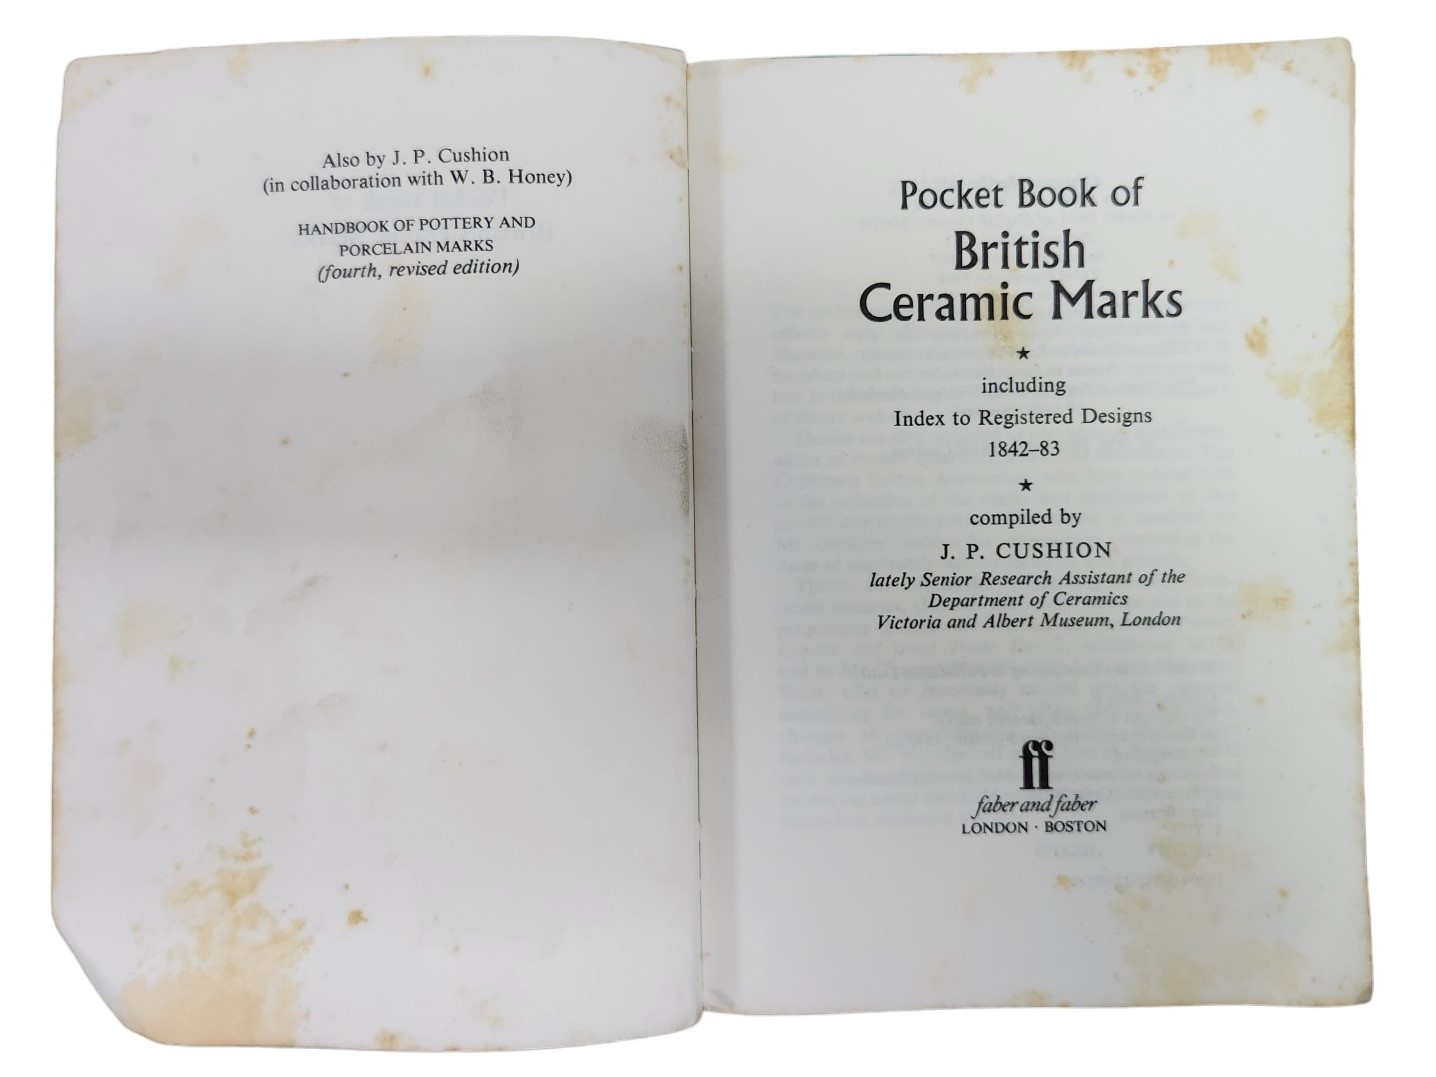 Also by J. P. Cushion
(in collaboration with W. B. Honey)
HANDBOOK OF POTTERY AND
PORCELAIN MARKS
(fourth, revised edition)
Pocket Book of
British
Ceramic Marks
★
including
Index to Registered Designs
1842–83
★
compiled by
J. P. CUSHION
lately Senior Research Assistant of the
Department of Ceramics
Victoria and Albert Museum, London
ff
faber and faber
LONDON · BOSTON